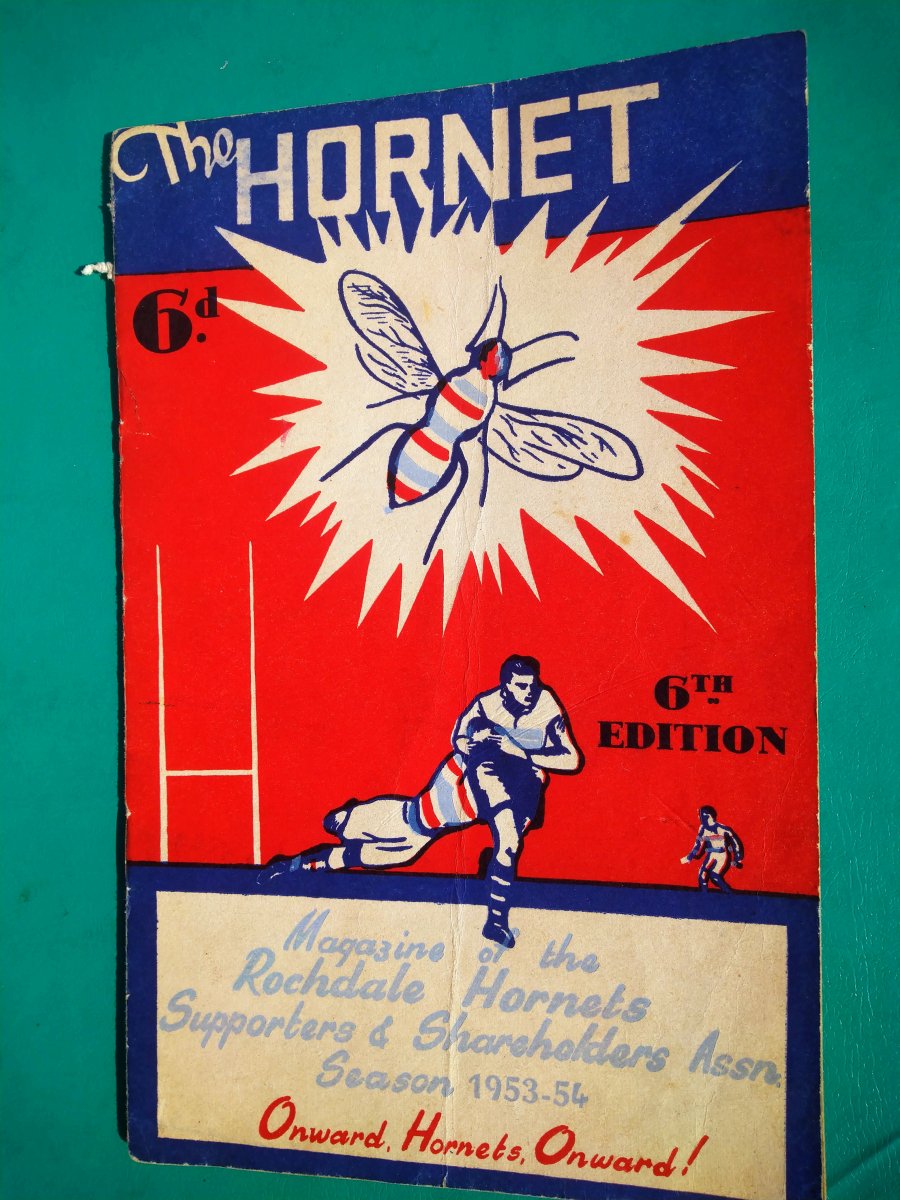 The HORNET
6d.
6TH
EDITION
Magazine of the
Rochdale Hornets
Supporters & Shareholders Assn.
Season 1953-54
Onward, Hornets, Onward!